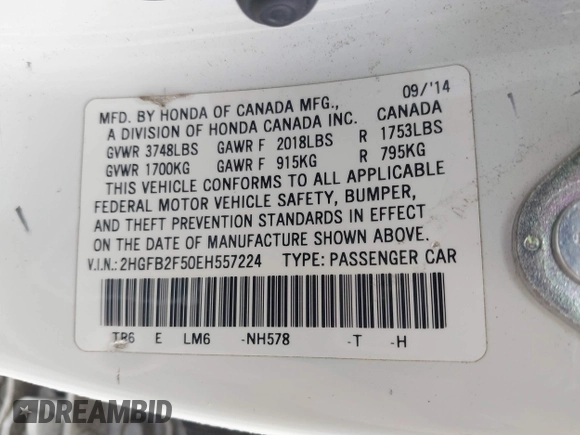 09/'14
MFD. BY HONDA OF CANADA MFG., CANADA
A DIVISION OF HONDA CANADA INC.
GVWR 3748LBS GAWR F 2018LBS R 1753LBS
GVWR 1700KG GAWR F 915KG R 795KG
THIS VEHICLE CONFORMS TO ALL APPLICABLE
FEDERAL MOTOR VEHICLE SAFETY, BUMPER,
AND THEFT PREVENTION STANDARDS IN EFFECT
ON THE DATE OF MANUFACTURE SHOWN ABOVE.
V.I.N.:2HGFB2F50EH557224 TYPE: PASSENGER CAR
TR6 E LM6 -NH578 -T -H
DREAMBID